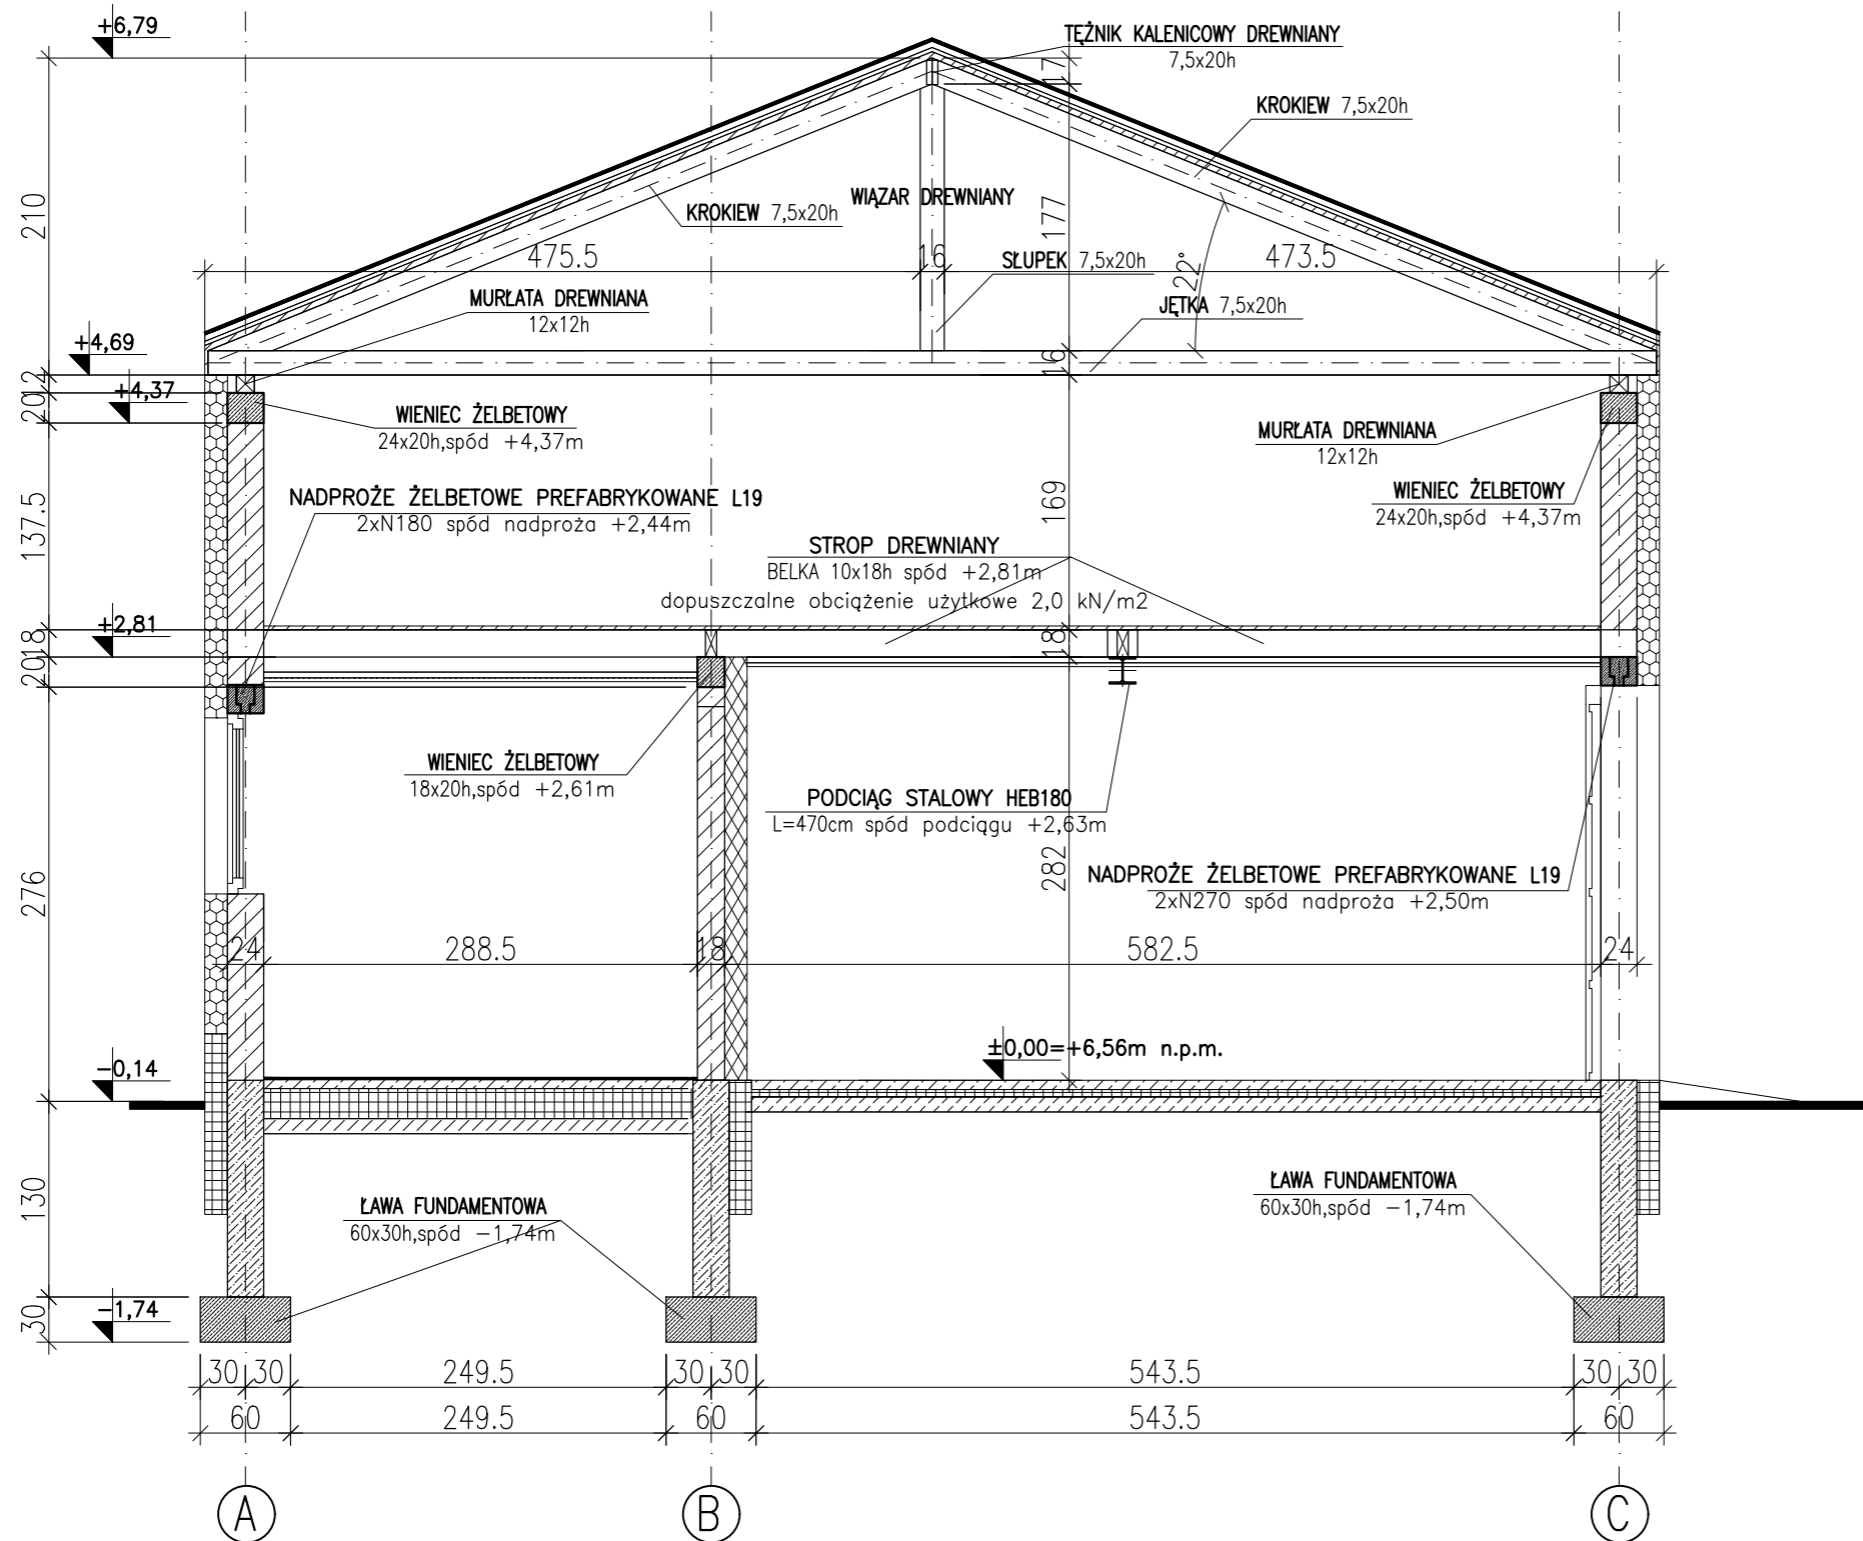 +6,79
TĘŻNIK KALENICOWY DREWNIANY
7,5x20h
17
KROKIEW 7,5x20h
210
WIĄZAR DREWNIANY
KROKIEW 7,5x20h
177
475.5
16
SŁUPEK 7,5x20h
22°
473.5
MURŁATA DREWNIANA
12x12h
JĘTKA 7,5x20h
+4,69
16
12
+4,37
20
WIENIEC ŻELBETOWY
24x20h,spód +4,37m
MURŁATA DREWNIANA
12x12h
NADPROŻE ŻELBETOWE PREFABRYKOWANE L19
2xN180 spód nadproża +2,44m
169
WIENIEC ŻELBETOWY
24x20h,spód +4,37m
137.5
STROP DREWNIANY
BELKA 10x18h spód +2,81m
dopuszczalne obciążenie użytkowe 2,0 kN/m2
+2,81
18
18
20
WIENIEC ŻELBETOWY
18x20h,spód +2,61m
PODCIĄG STALOWY HEB180
L=470cm spód podciągu +2,63m
282
NADPROŻE ŻELBETOWE PREFABRYKOWANE L19
2xN270 spód nadproża +2,50m
276
24
288.5
18
582.5
24
±0,00=+6,56m n.p.m.
-0,14
130
ŁAWA FUNDAMENTOWA
60x30h,spód -1,74m
ŁAWA FUNDAMENTOWA
60x30h,spód -1,74m
30
-1,74
30 30 249.5 30 30 543.5 30 30
60 249.5 60 543.5 60
A B C